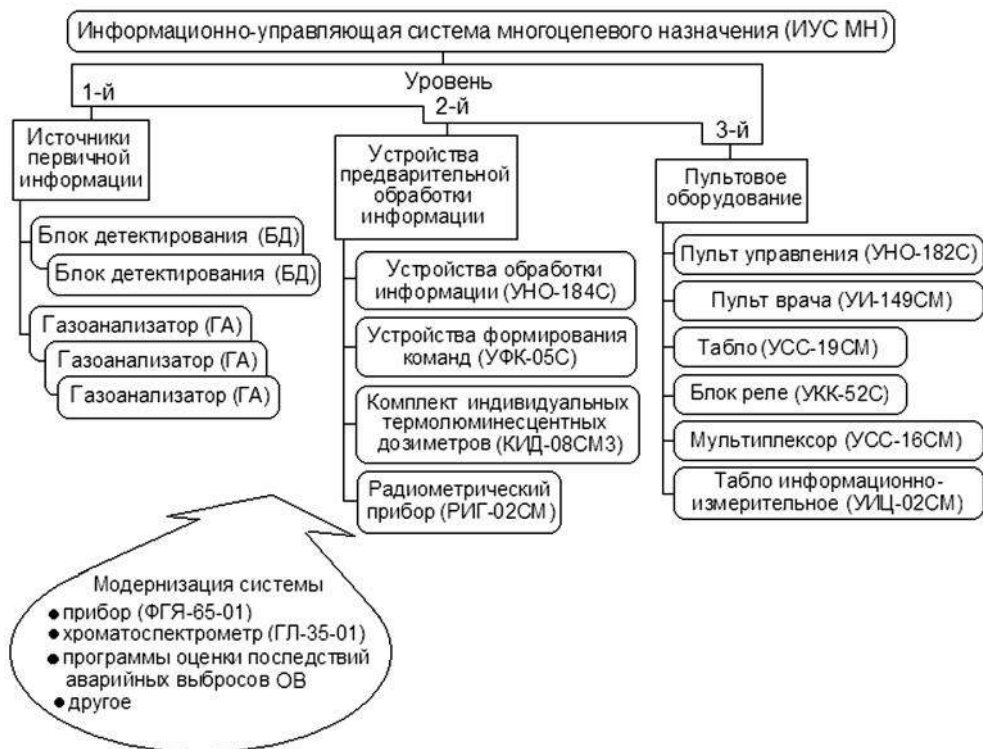 Информационно-управляющая система многоцелевого назначения (ИУС МН)
Уровень
1-й
2-й
3-й
Источники
первичной
информации
Блок детектирования (БД)
Блок детектирования (БД)
Газоанализатор (ГА)
Газоанализатор (ГА)
Газоанализатор (ГА)
Устройства
предварительной
обработки
информации
Устройства обработки
информации (УНО-184С)
Устройства формирования
команд (УФК-05С)
Комплект индивидуальных
термолюминесцентных
дозиметров (КИД-08СМ3)
Радиометрический
прибор (РИГ-02СМ)
Пультовое
оборудование
Пульт управления (УНО-182С)
Пульт врача (УИ-149СМ)
Табло (УСС-19СМ)
Блок реле (УКК-52С)
Мультиплексор (УСС-16СМ)
Табло информационно-
измерительное (УИЦ-02СМ)
Модернизация системы
● прибор (ФГЯ-65-01)
● хроматоспектрометр (ГЛ-35-01)
● программы оценки последствий
аварийных выбросов ОВ
● другое